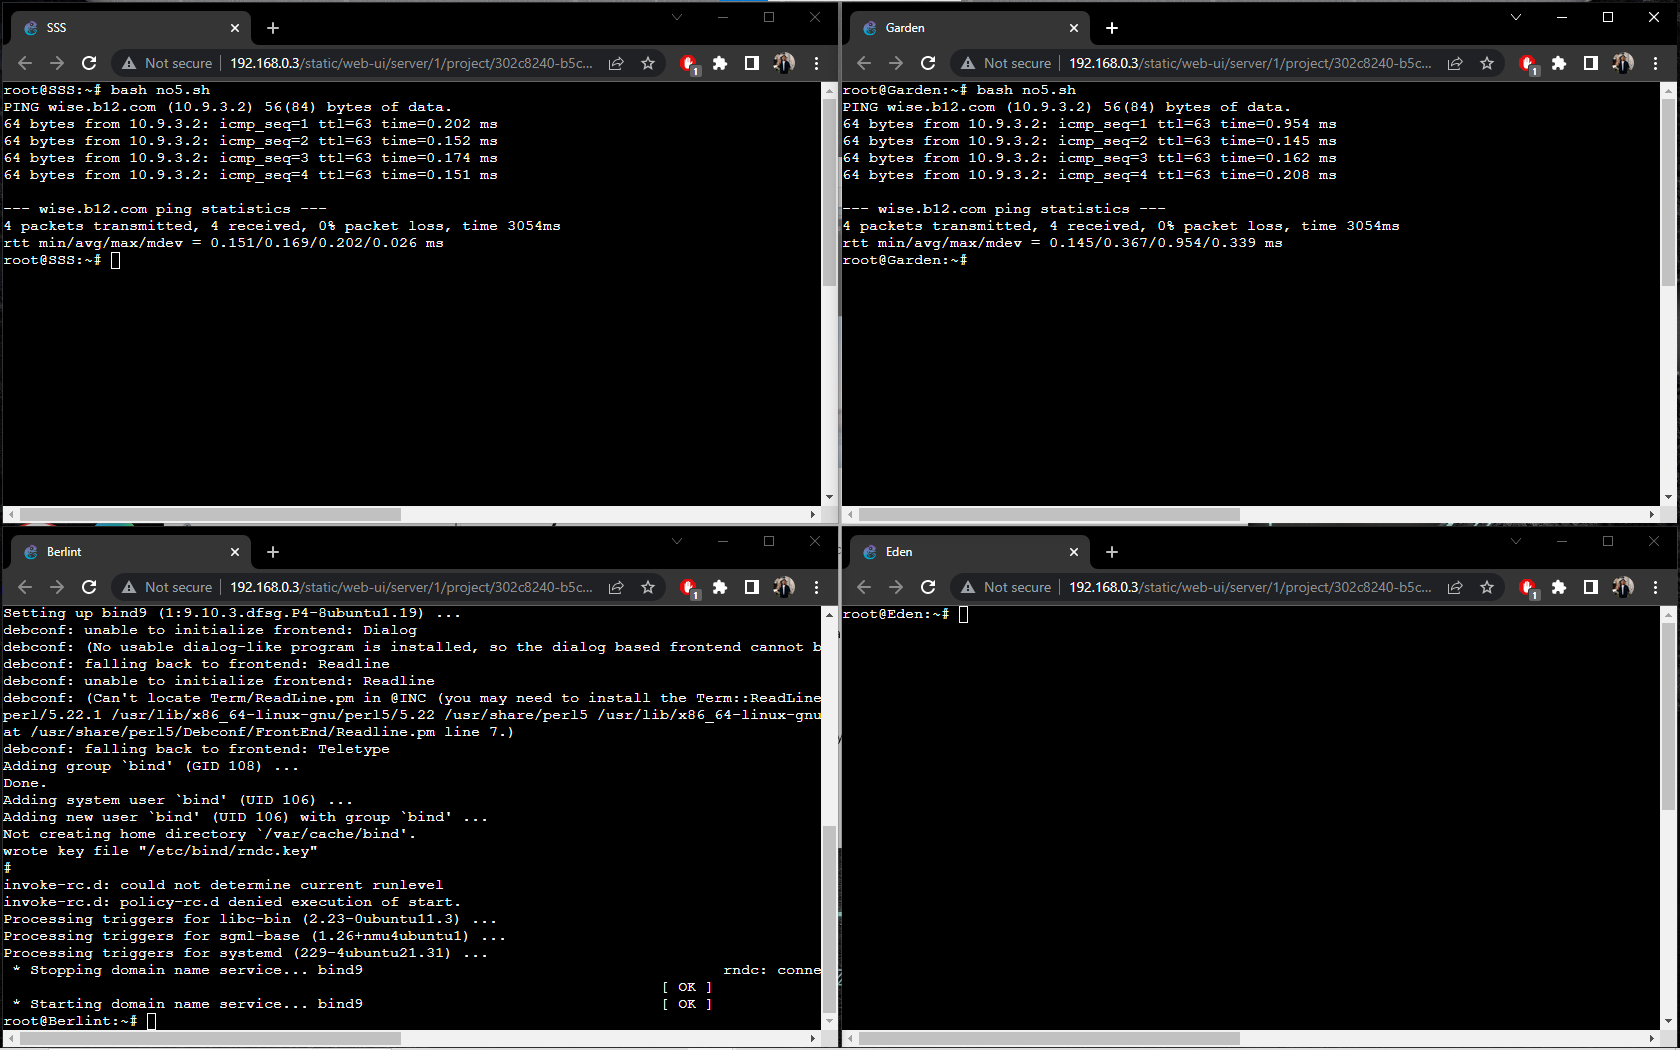 SSS
Not secure
192.168.0.3/static/web-ui/server/1/project/302c8240-b5c...
1
root@SSS:~# bash no5.sh
PING wise.b12.com (10.9.3.2) 56(84) bytes of data.
64 bytes from 10.9.3.2: icmp_seq=1 ttl=63 time=0.202 ms
64 bytes from 10.9.3.2: icmp_seq=2 ttl=63 time=0.152 ms
64 bytes from 10.9.3.2: icmp_seq=3 ttl=63 time=0.174 ms
64 bytes from 10.9.3.2: icmp_seq=4 ttl=63 time=0.151 ms
--- wise.b12.com ping statistics ---
4 packets transmitted, 4 received, 0% packet loss, time 3054ms
rtt min/avg/max/mdev = 0.151/0.169/0.202/0.026 ms
root@SSS:~#
Garden
Not secure
192.168.0.3/static/web-ui/server/1/project/302c8240-b5c...
1
root@Garden:~# bash no5.sh
PING wise.b12.com (10.9.3.2) 56(84) bytes of data.
64 bytes from 10.9.3.2: icmp_seq=1 ttl=63 time=0.954 ms
64 bytes from 10.9.3.2: icmp_seq=2 ttl=63 time=0.145 ms
64 bytes from 10.9.3.2: icmp_seq=3 ttl=63 time=0.162 ms
64 bytes from 10.9.3.2: icmp_seq=4 ttl=63 time=0.208 ms
--- wise.b12.com ping statistics ---
4 packets transmitted, 4 received, 0% packet loss, time 3054ms
rtt min/avg/max/mdev = 0.145/0.367/0.954/0.339 ms
root@Garden:~#
Berlint
Not secure
192.168.0.3/static/web-ui/server/1/project/302c8240-b5c...
1
Setting up bind9 (1:9.10.3.dfsg.P4-8ubuntu1.19) ...
debconf: unable to initialize frontend: Dialog
debconf: (No usable dialog-like program is installed, so the dialog based frontend cannot b
debconf: falling back to frontend: Readline
debconf: unable to initialize frontend: Readline
debconf: (Can't locate Term/ReadLine.pm in @INC (you may need to install the Term::ReadLine
perl/5.22.1 /usr/lib/x86_64-linux-gnu/perl5/5.22 /usr/share/perl5 /usr/lib/x86_64-linux-gnu
at /usr/share/perl5/Debconf/FrontEnd/Readline.pm line 7.)
debconf: falling back to frontend: Teletype
Adding group `bind' (GID 108) ...
Done.
Adding system user `bind' (UID 106) ...
Adding new user `bind' (UID 106) with group `bind' ...
Not creating home directory `/var/cache/bind'.
wrote key file "/etc/bind/rndc.key"
#
invoke-rc.d: could not determine current runlevel
invoke-rc.d: policy-rc.d denied execution of start.
Processing triggers for libc-bin (2.23-0ubuntu11.3) ...
Processing triggers for sgml-base (1.26+nmu4ubuntu1) ...
Processing triggers for systemd (229-4ubuntu21.31) ...
* Stopping domain name service... bind9 rndc: conne
[ OK ]
* Starting domain name service... bind9 [ OK ]
root@Berlint:~#
Eden
Not secure
192.168.0.3/static/web-ui/server/1/project/302c8240-b5c...
1
root@Eden:~#